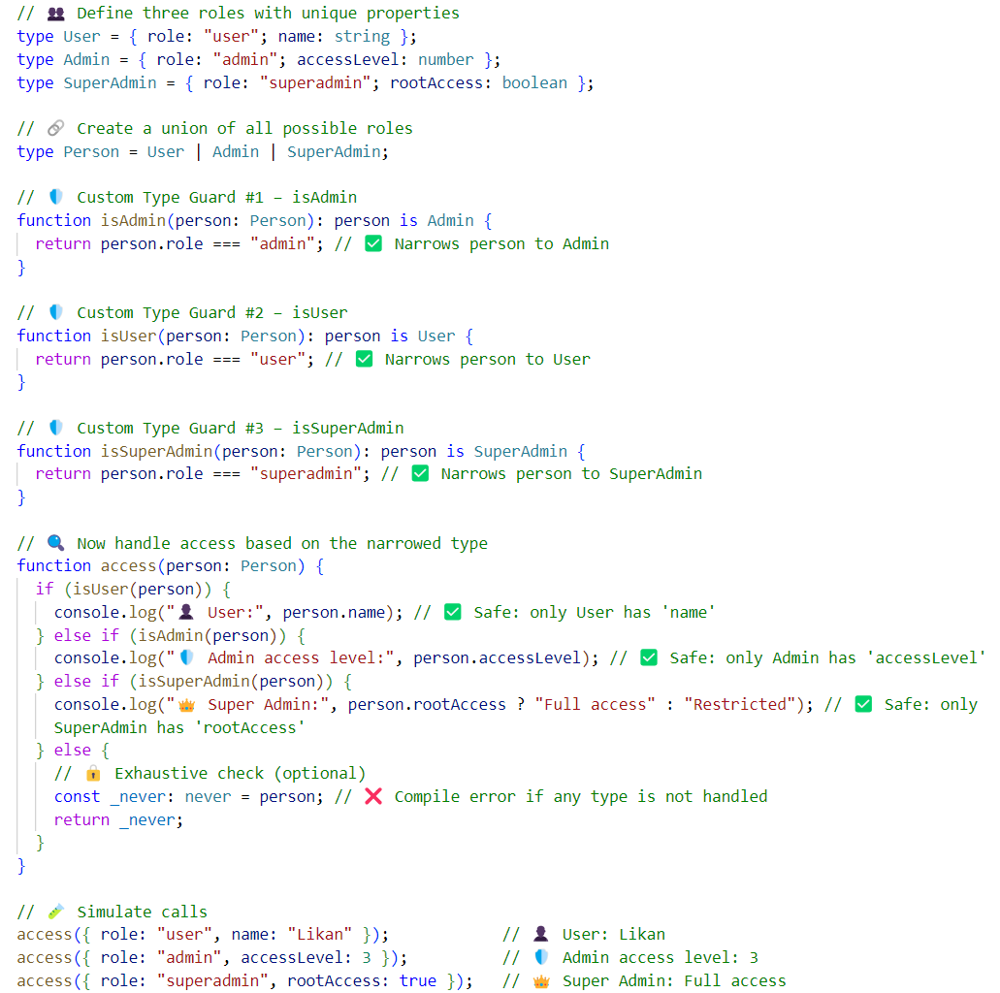 // 👥 Define three roles with unique properties
type User = { role: "user"; name: string };
type Admin = { role: "admin"; accessLevel: number };
type SuperAdmin = { role: "superadmin"; rootAccess: boolean };

// 🔗 Create a union of all possible roles
type Person = User | Admin | SuperAdmin;

// 🛡️ Custom Type Guard #1 – isAdmin
function isAdmin(person: Person): person is Admin {
  return person.role === "admin"; // ✅ Narrows person to Admin
}

// 🛡️ Custom Type Guard #2 – isUser
function isUser(person: Person): person is User {
  return person.role === "user"; // ✅ Narrows person to User
}

// 🛡️ Custom Type Guard #3 – isSuperAdmin
function isSuperAdmin(person: Person): person is SuperAdmin {
  return person.role === "superadmin"; // ✅ Narrows person to SuperAdmin
}

// 🔍 Now handle access based on the narrowed type
function access(person: Person) {
  if (isUser(person)) {
    console.log("👤 User:", person.name); // ✅ Safe: only User has 'name'
  } else if (isAdmin(person)) {
    console.log("🛡️ Admin access level:", person.accessLevel); // ✅ Safe: only Admin has 'accessLevel'
  } else if (isSuperAdmin(person)) {
    console.log("👑 Super Admin:", person.rootAccess ? "Full access" : "Restricted"); // ✅ Safe: only
    SuperAdmin has 'rootAccess'
  } else {
    // 🔒 Exhaustive check (optional)
    const _never: never = person; // ❌ Compile error if any type is not handled
    return _never;
  }
}

// 🧪 Simulate calls
access({ role: "user", name: "Likan" });            // 👤 User: Likan
access({ role: "admin", accessLevel: 3 });          // 🛡️ Admin access level: 3
access({ role: "superadmin", rootAccess: true });   // 👑 Super Admin: Full access